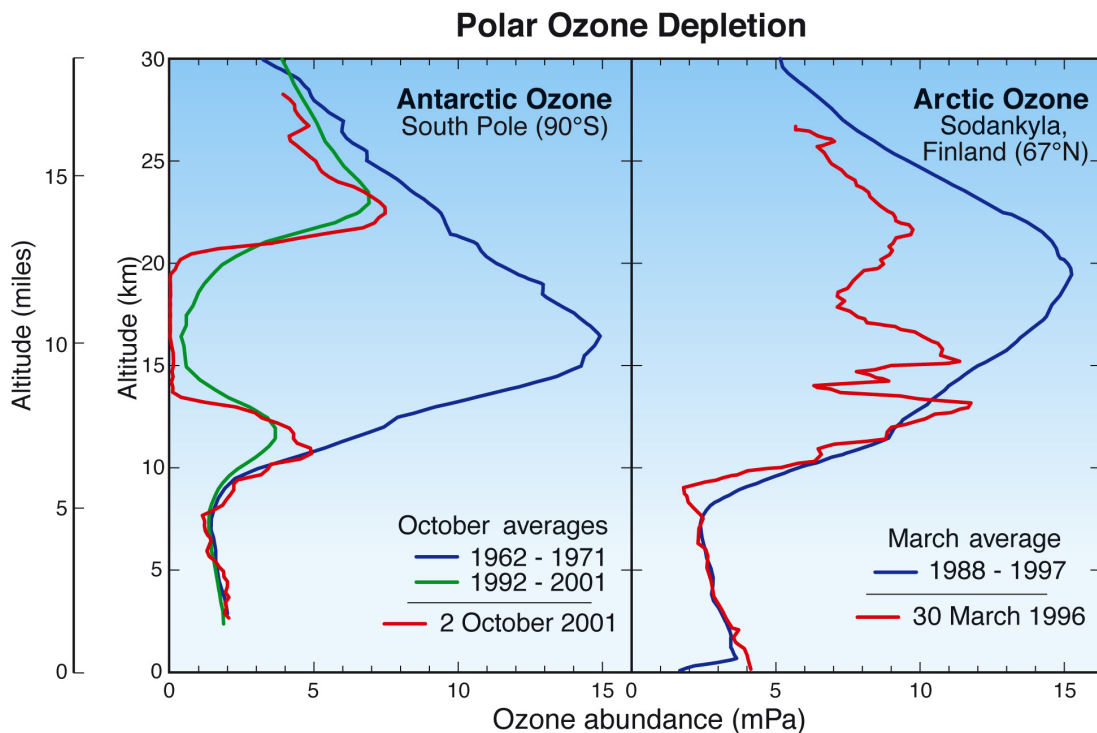 Polar Ozone Depletion
Altitude (miles)
15
10
5
0
Altitude (km)
30
25
20
15
10
5
0
Antarctic Ozone
South Pole (90°S)
October averages
1962 - 1971
1992 - 2001
2 October 2001
Arctic Ozone
Sodankyla,
Finland (67°N)
March average
1988 - 1997
30 March 1996
0 5 10 15 0 5 10 15
Ozone abundance (mPa)